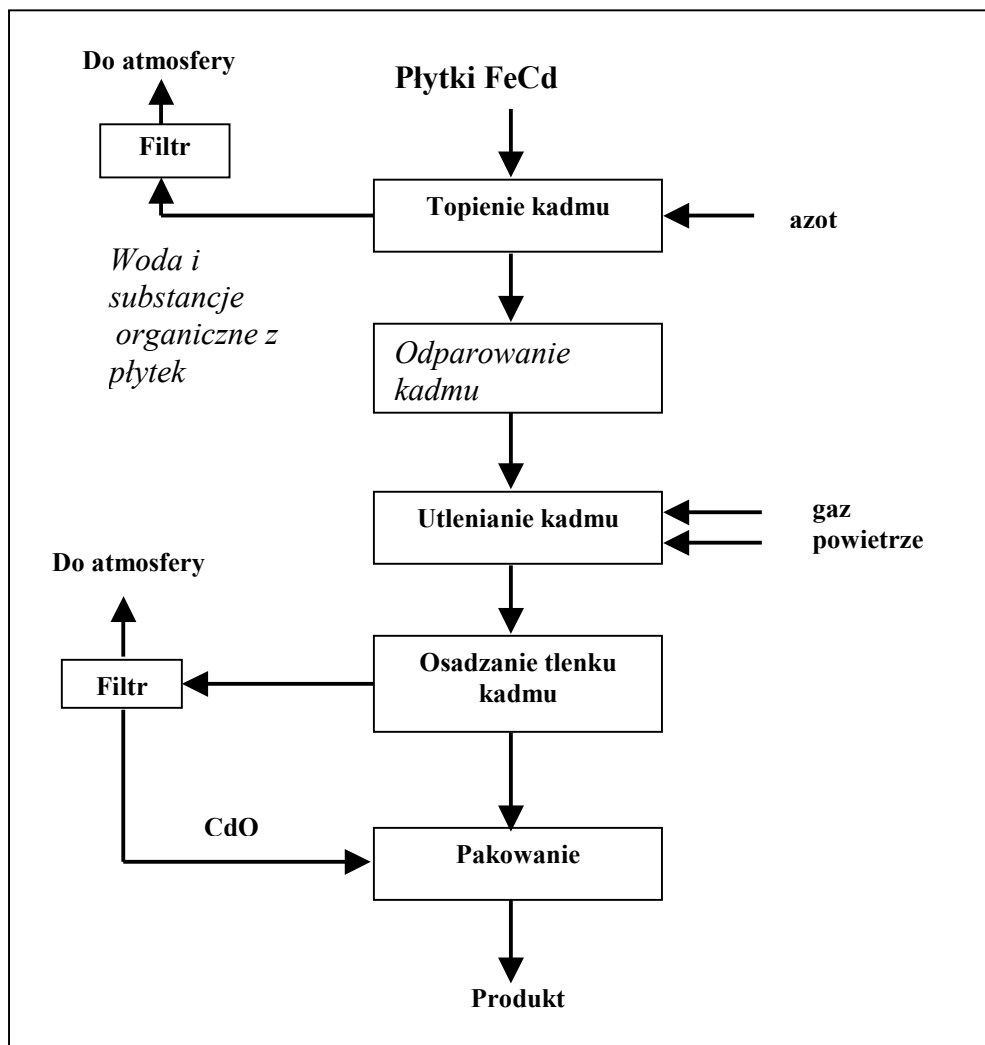 Do atmosfery
Płytki FeCd
Filtr
Topienie kadmu
azot
Woda i
substancje
organiczne z
płytek
Odparowanie
kadmu
Utlenianie kadmu
gaz
powietrze
Do atmosfery
Osadzanie tlenku
kadmu
Filtr
CdO
Pakowanie
Produkt